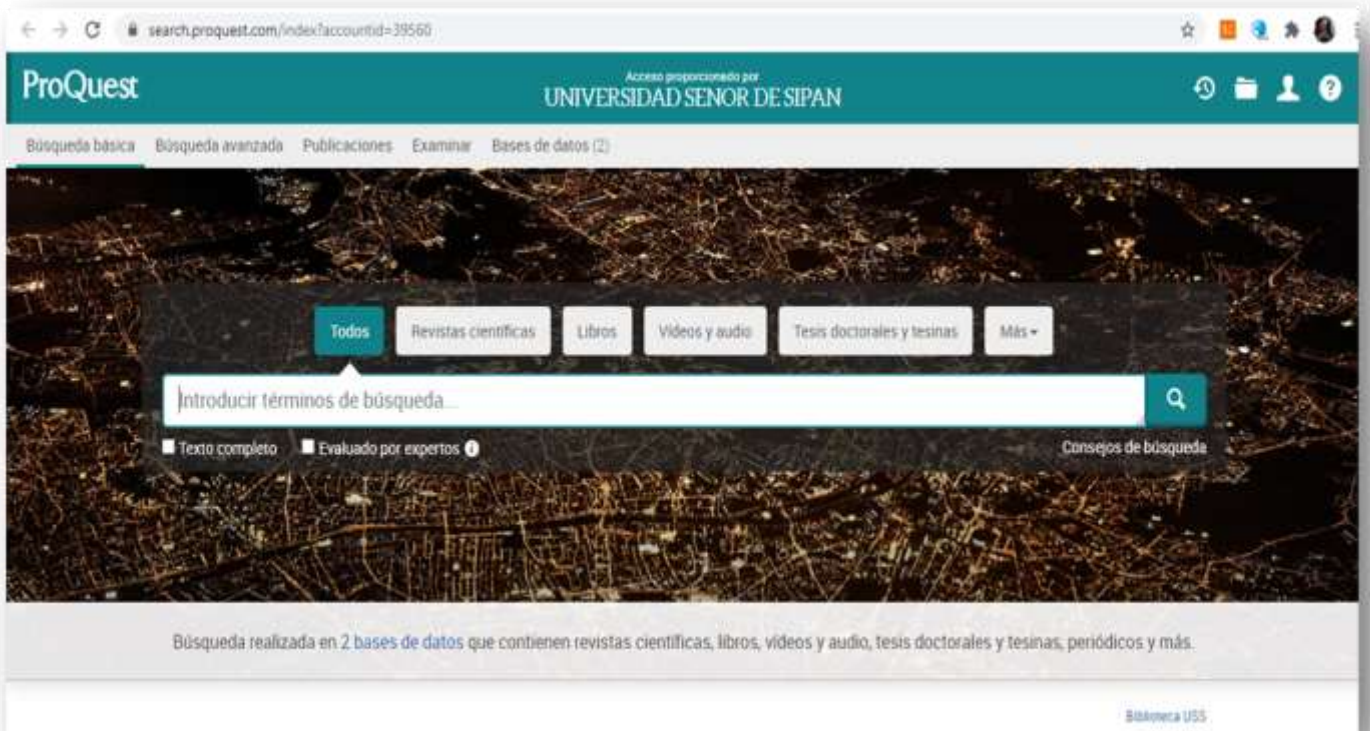 search.proquest.com/index?accountid=39560
ProQuest
Acceso proporcionado por
UNIVERSIDAD SENOR DE SIPAN
Búsqueda básica Búsqueda avanzada Publicaciones Examinar Bases de datos (2)
Todos Revistas científicas Libros Vídeos y audio Tesis doctorales y tesinas Más
Introducir términos de búsqueda...
Texto completo Evaluado por expertos
Consejos de búsqueda
Búsqueda realizada en 2 bases de datos que contienen revistas científicas, libros, vídeos y audio, tesis doctorales y tesinas, periódicos y más.
Biblioteca USS